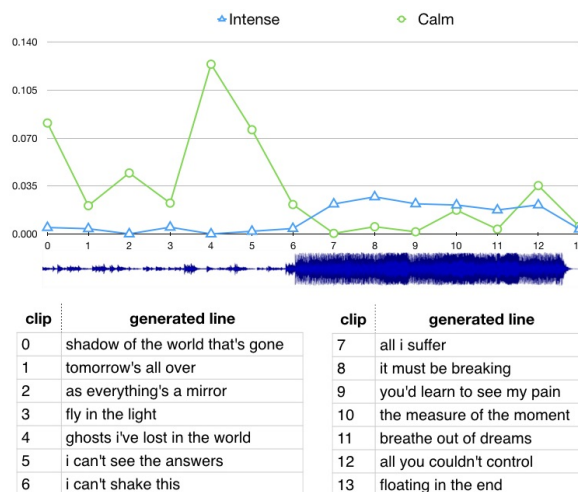 Intense Calm
0.140
0.105
0.070
0.035
0.000
0 1 2 3 4 5 6 7 8 9 10 11 12
clip generated line
0 shadow of the world that's gone
1 tomorrow's all over
2 as everything's a mirror
3 fly in the light
4 ghosts i've lost in the world
5 i can't see the answers
6 i can't shake this
clip generated line
7 all i suffer
8 it must be breaking
9 you'd learn to see my pain
10 the measure of the moment
11 breathe out of dreams
12 all you couldn't control
13 floating in the end